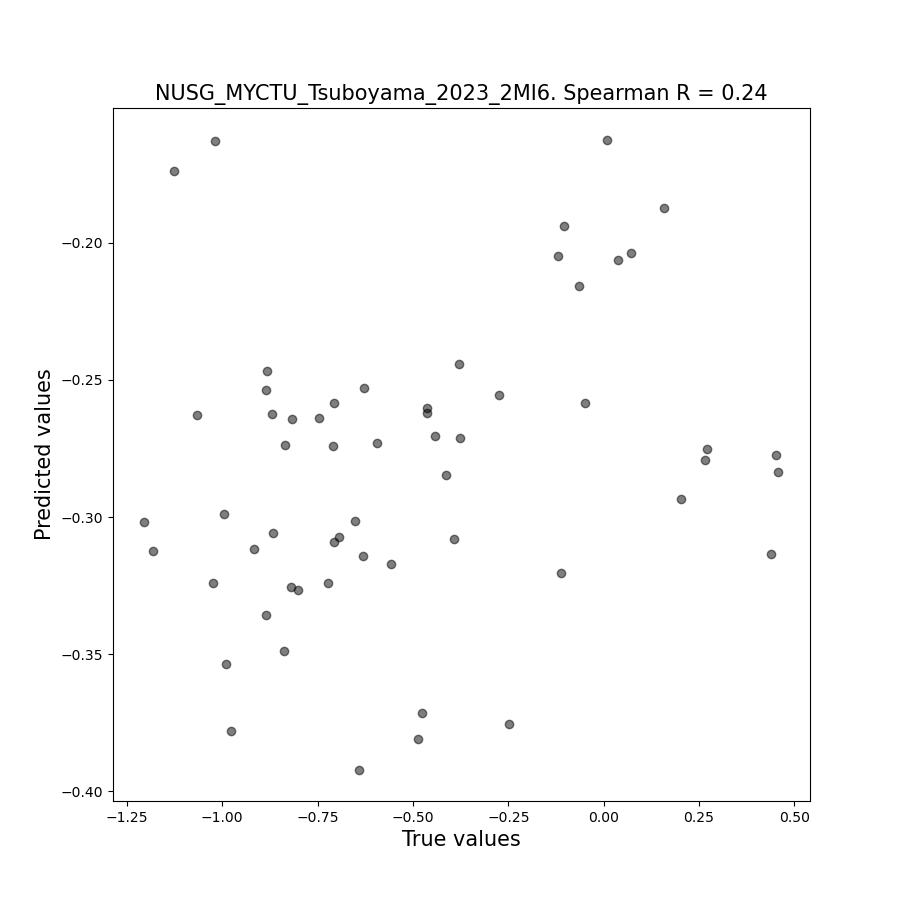 NUSG_MYCTU_Tsuboyama_2023_2MI6. Spearman R = 0.24
Predicted values
−0.20
−0.25
−0.30
−0.35
−0.40
−1.25 −1.00 −0.75 −0.50 −0.25 0.00 0.25 0.50
True values